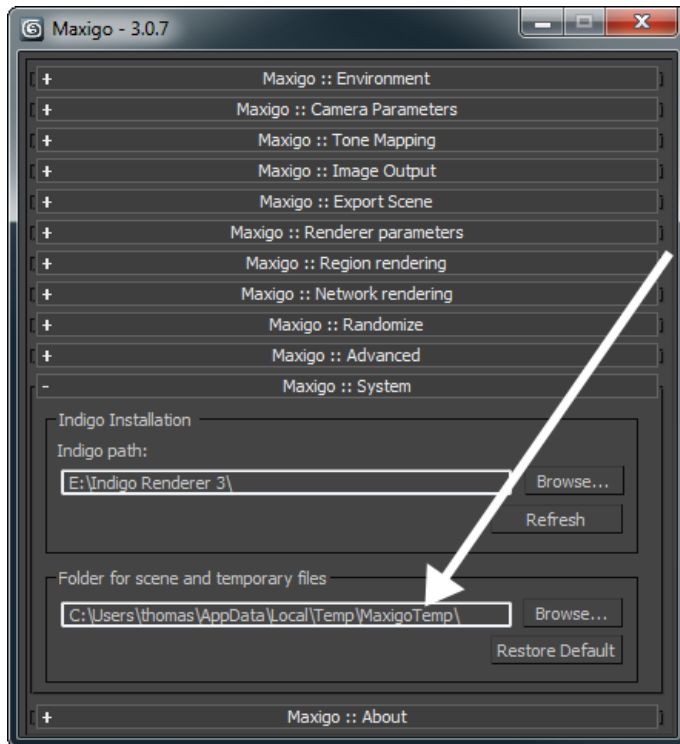 Maxigo - 3.0.7
+ Maxigo :: Environment
+ Maxigo :: Camera Parameters
+ Maxigo :: Tone Mapping
+ Maxigo :: Image Output
+ Maxigo :: Export Scene
+ Maxigo :: Renderer parameters
+ Maxigo :: Region rendering
+ Maxigo :: Network rendering
+ Maxigo :: Randomize
+ Maxigo :: Advanced
- Maxigo :: System
Indigo Installation
Indigo path:
E:\Indigo Renderer 3\ Browse...
Refresh
Folder for scene and temporary files
C:\Users\thomas\AppData\Local\Temp\MaxigoTemp\ Browse...
Restore Default
+ Maxigo :: About